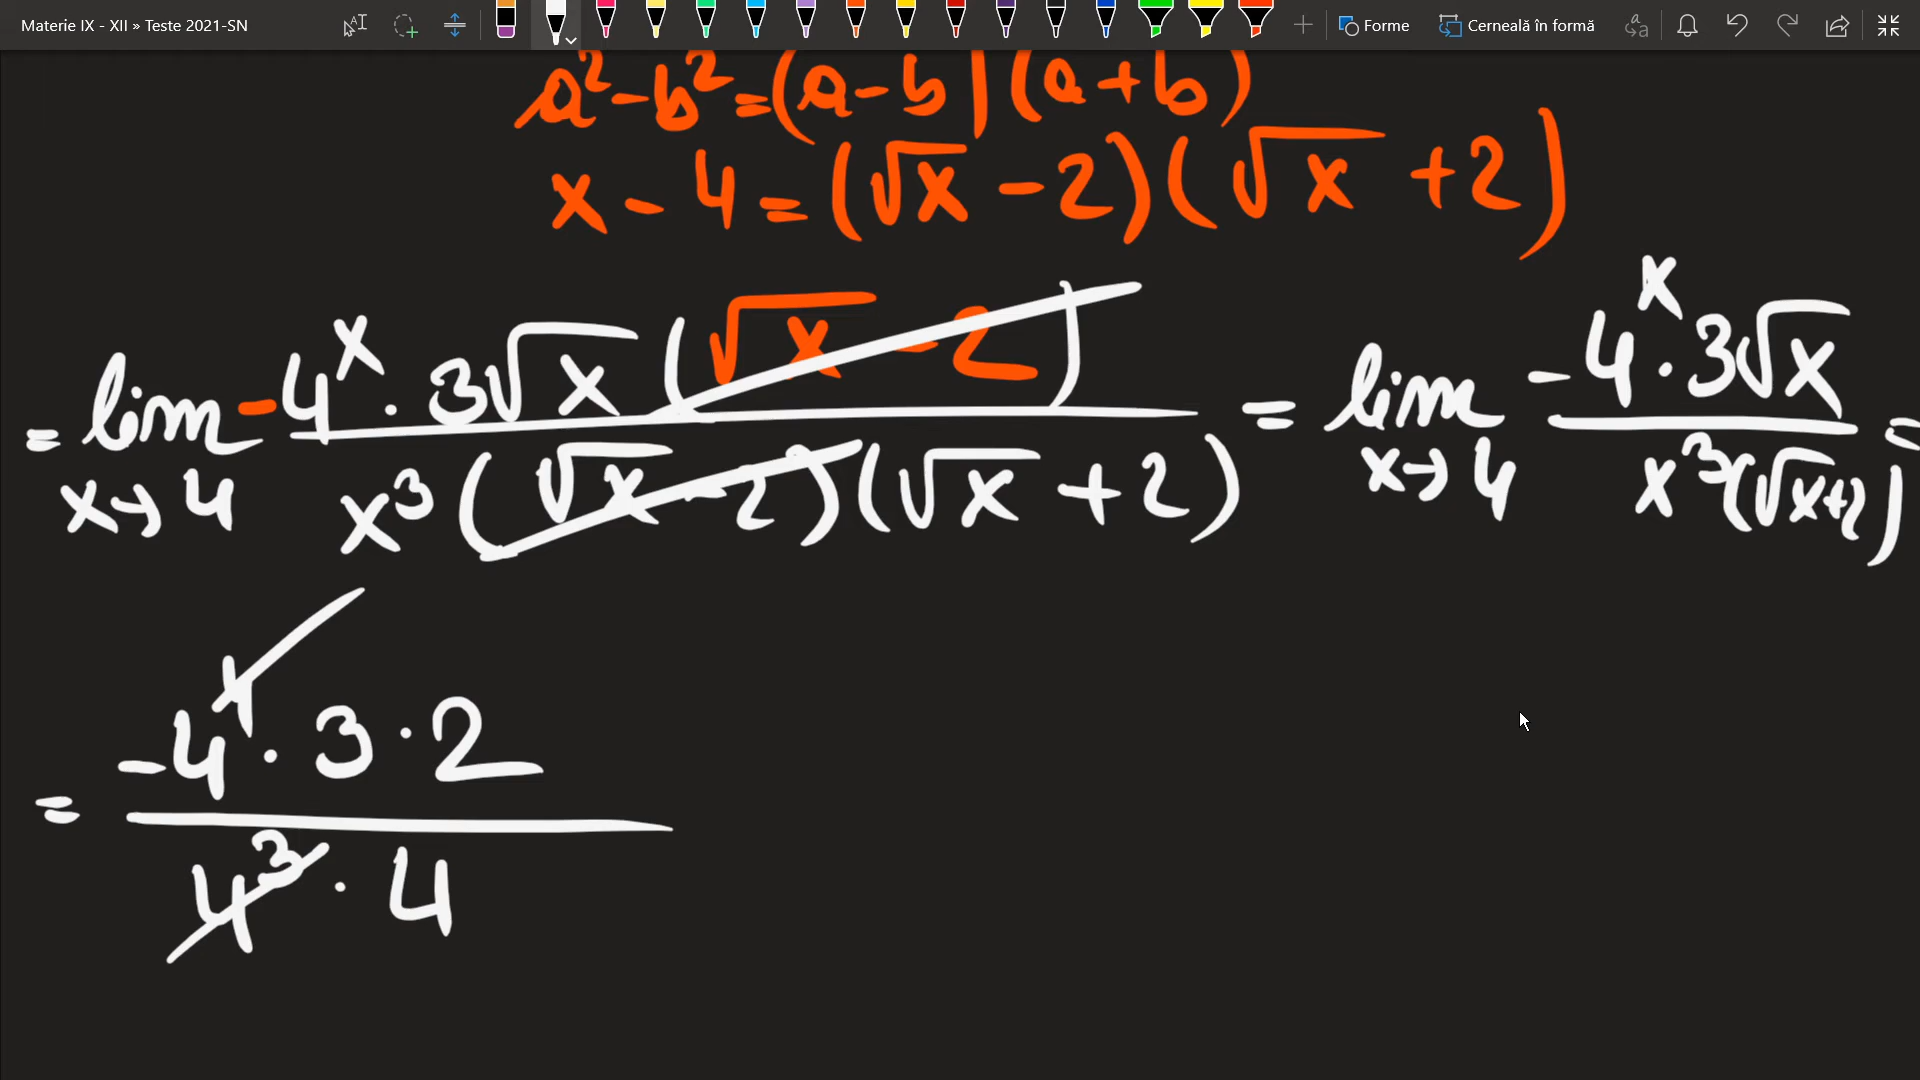 Materie IX - XII » Teste 2021-SN Forme Cerneală în formă
a² - b² = (a - b)(a + b)
x - 4 = (√x - 2)(√x + 2)
= lim x→4 -4^x · 3√x (√x - 2) / x³ (√x - 2)(√x + 2) = lim x→4 -4^x · 3√x / x³(√x + 2) =
= -4^4 · 3 · 2 / 4³ · 4